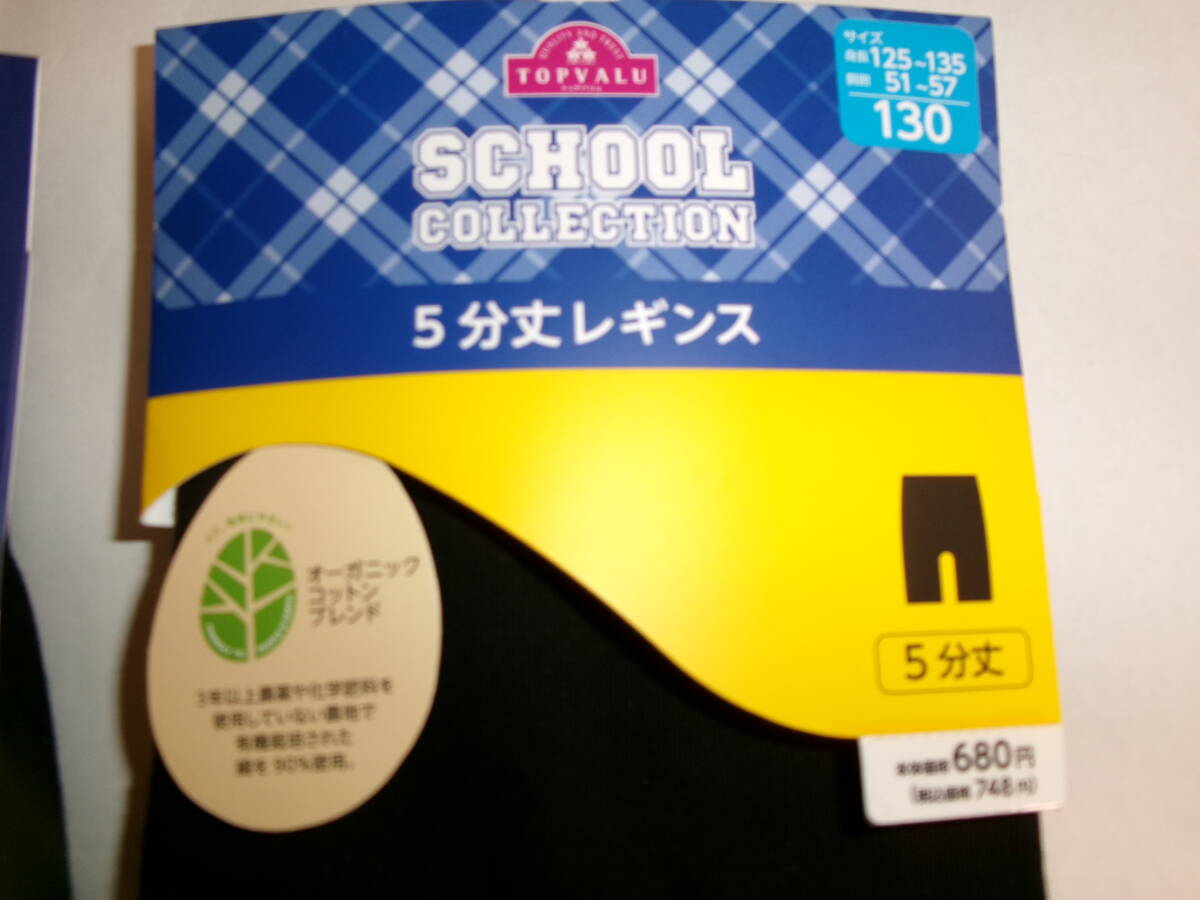 QUALITY AND TRUST
TOPVALU
サイズ
身長 125~135
胴囲 51~57
130
SCHOOL
COLLECTION
5分丈レギンス
オーガニック
コットン
ブレンド
3年以上農薬や化学肥料を
使用していない農地で
有機栽培された
綿を90%使用。
5分丈
本体価格 680円
(税込価格 748円)